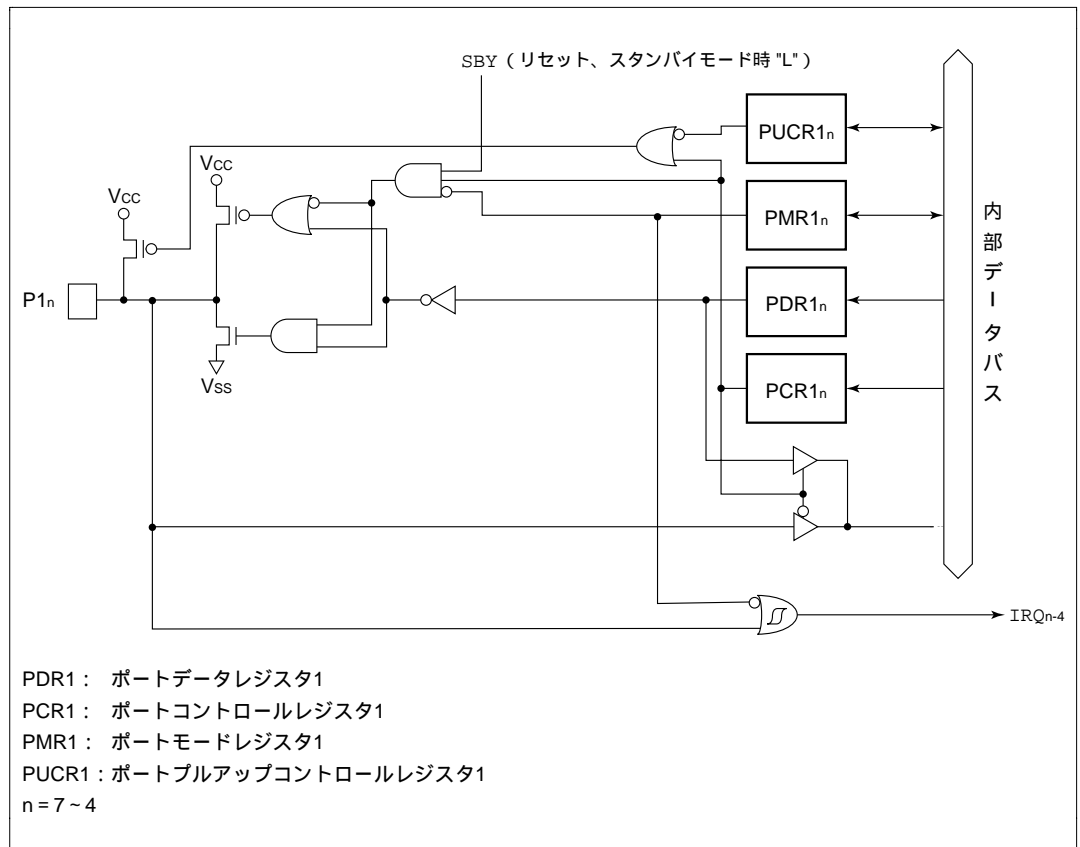 SBY（リセット、スタンバイモード時 "L"）
PUCR1n
VCC
VCC
PMR1n
内部データバス
P1n
PDR1n
VSS
PCR1n
IRQn-4
PDR1： ポートデータレジスタ1
PCR1： ポートコントロールレジスタ1
PMR1： ポートモードレジスタ1
PUCR1：ポートプルアップコントロールレジスタ1
n = 7 ~ 4